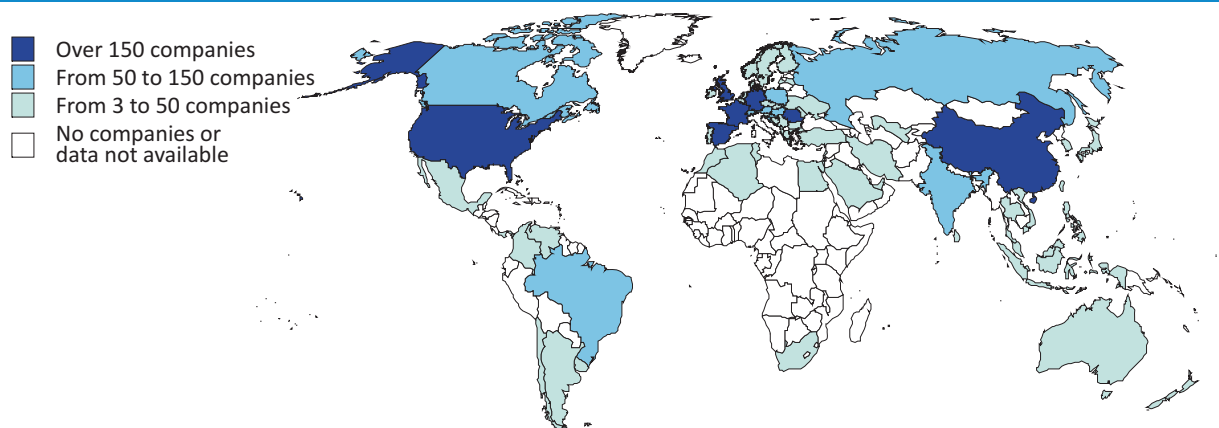 Over 150 companies
From 50 to 150 companies
From 3 to 50 companies
No companies or
data not available